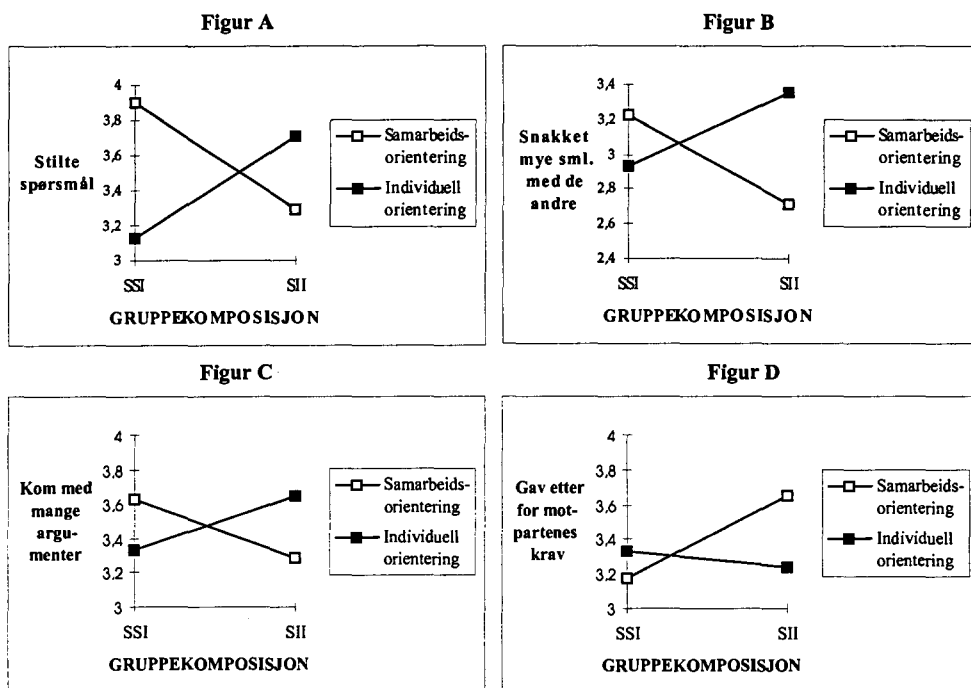 Figur A
4
3,8
3,6
3,4
3,2
3
Stilte
spørsmål
SSI
SII
GRUPPEKOMPOSISJON
Samarbeids-
orientering
Individuell
orientering
Figur B
3,4
3,2
3
2,8
2,6
2,4
Snakket
mye sml.
med de
andre
SSI
SII
GRUPPEKOMPOSISJON
Samarbeids-
orientering
Individuell
orientering
Figur C
4
3,8
3,6
3,4
3,2
3
Kom med
mange
argu-
menter
SSI
SII
GRUPPEKOMPOSISJON
Samarbeids-
orientering
Individuell
orientering
Figur D
4
3,8
3,6
3,4
3,2
3
Gav etter
for mot-
partenes
krav
SSI
SII
GRUPPEKOMPOSISJON
Samarbeids-
orientering
Individuell
orientering